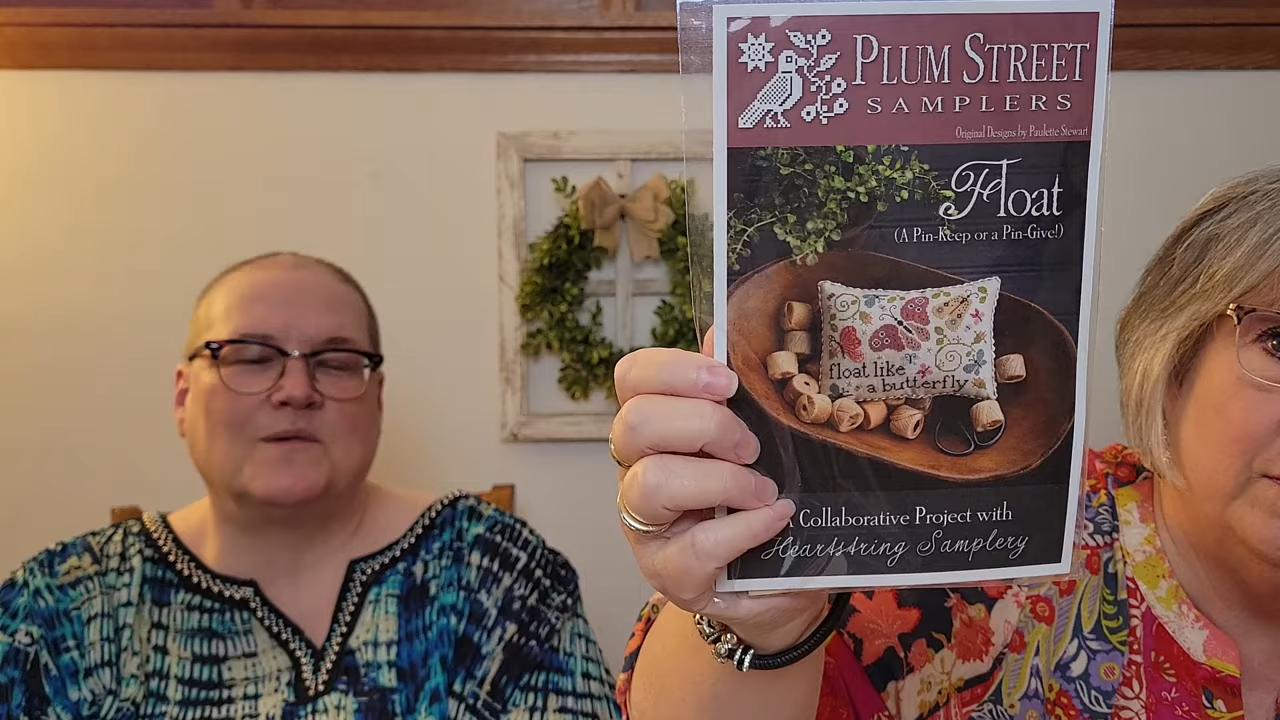 PLUM STREET
SAMPLERS
Original Designs by Paulette Stewart
Float
(A Pin-Keep or a Pin-Give!)
float like
a butterfly
A Collaborative Project with
Heartstring Samplery